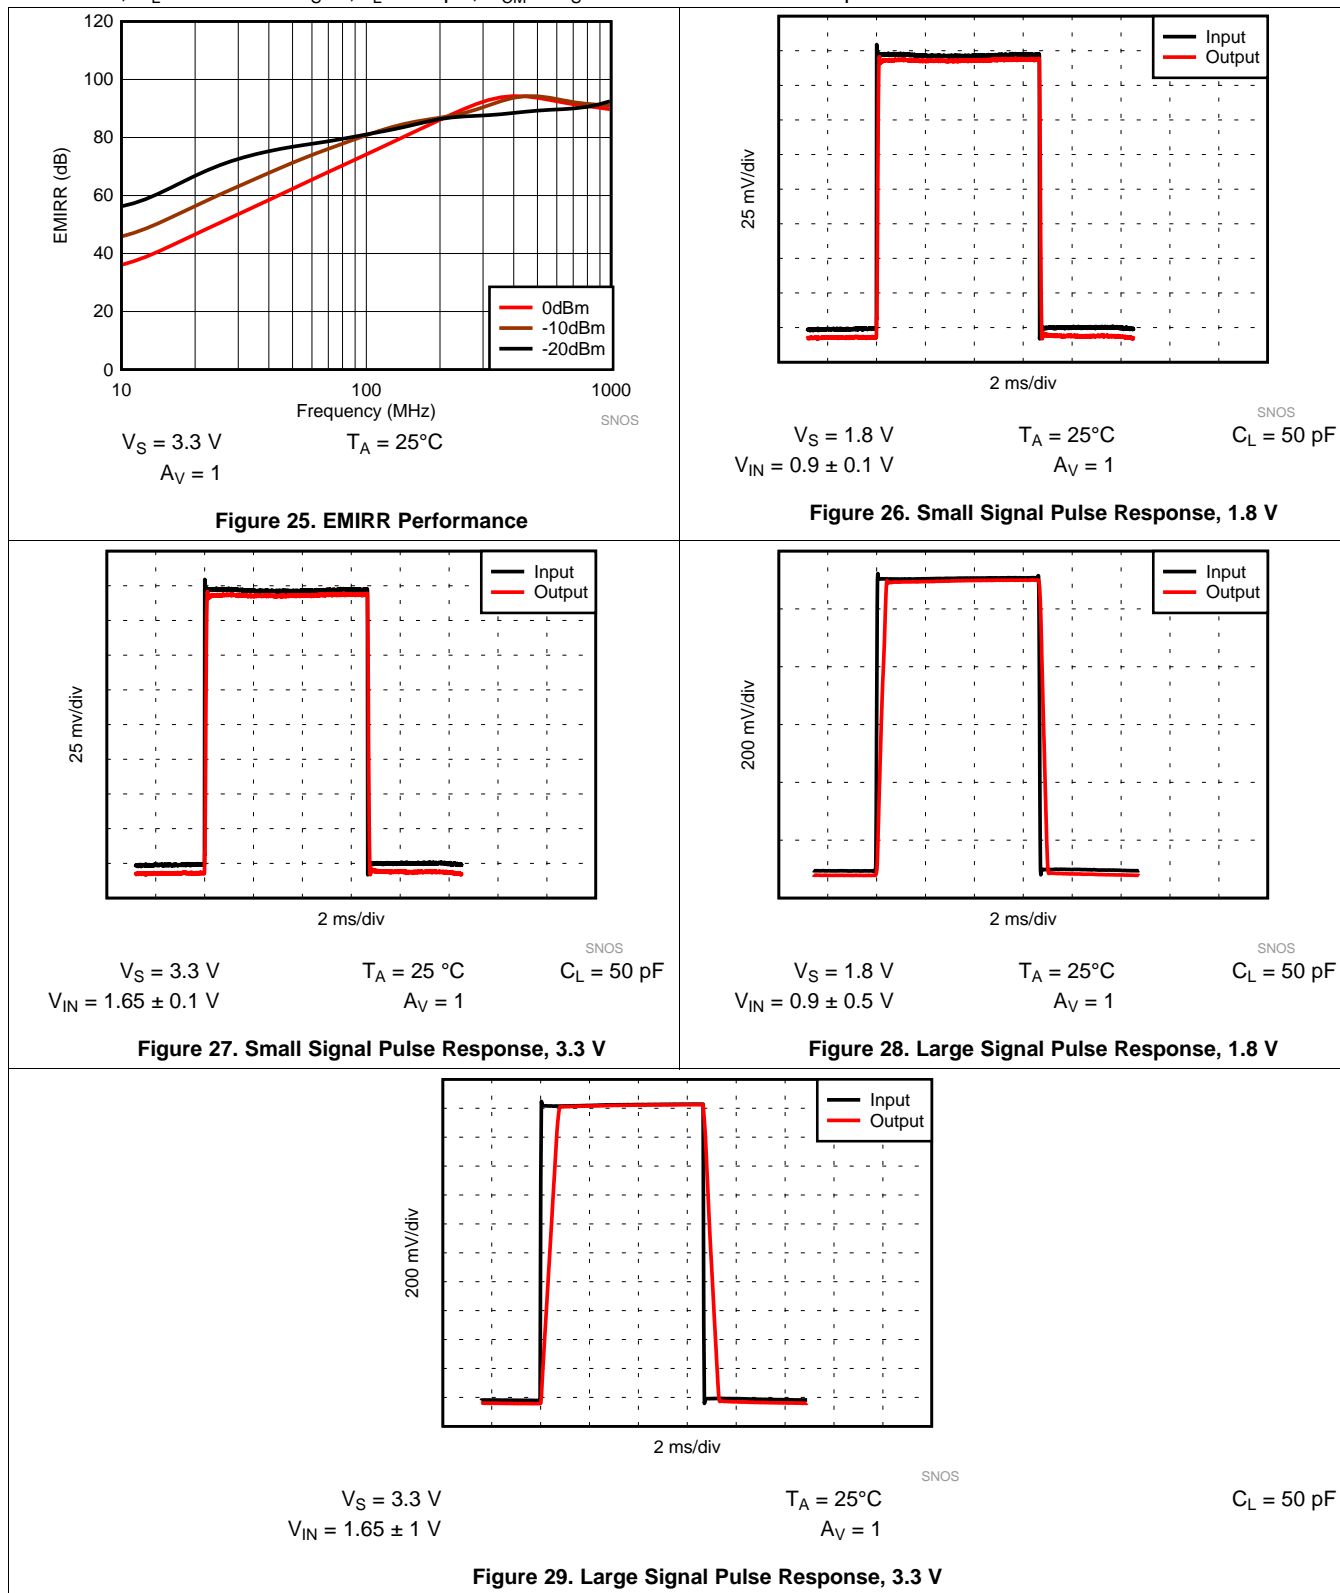 120
100
80
60
40
20
0
EMIRR (dB)
10
100
1000
Frequency (MHz)
0dBm
-10dBm
-20dBm
SNOS
VS = 3.3 V
TA = 25°C
AV = 1
Figure 25. EMIRR Performance
Input
Output
25 mV/div
2 ms/div
SNOS
VS = 1.8 V
TA = 25°C
CL = 50 pF
VIN = 0.9 ± 0.1 V
AV = 1
Figure 26. Small Signal Pulse Response, 1.8 V
Input
Output
25 mv/div
2 ms/div
VS = 3.3 V
TA = 25 °C
SNOS
CL = 50 pF
VIN = 1.65 ± 0.1 V
AV = 1
Figure 27. Small Signal Pulse Response, 3.3 V
Input
Output
200 mV/div
2 ms/div
SNOS
VS = 1.8 V
TA = 25°C
CL = 50 pF
VIN = 0.9 ± 0.5 V
AV = 1
Figure 28. Large Signal Pulse Response, 1.8 V
Input
Output
200 mV/div
2 ms/div
SNOS
VS = 3.3 V
TA = 25°C
CL = 50 pF
VIN = 1.65 ± 1 V
AV = 1
Figure 29. Large Signal Pulse Response, 3.3 V